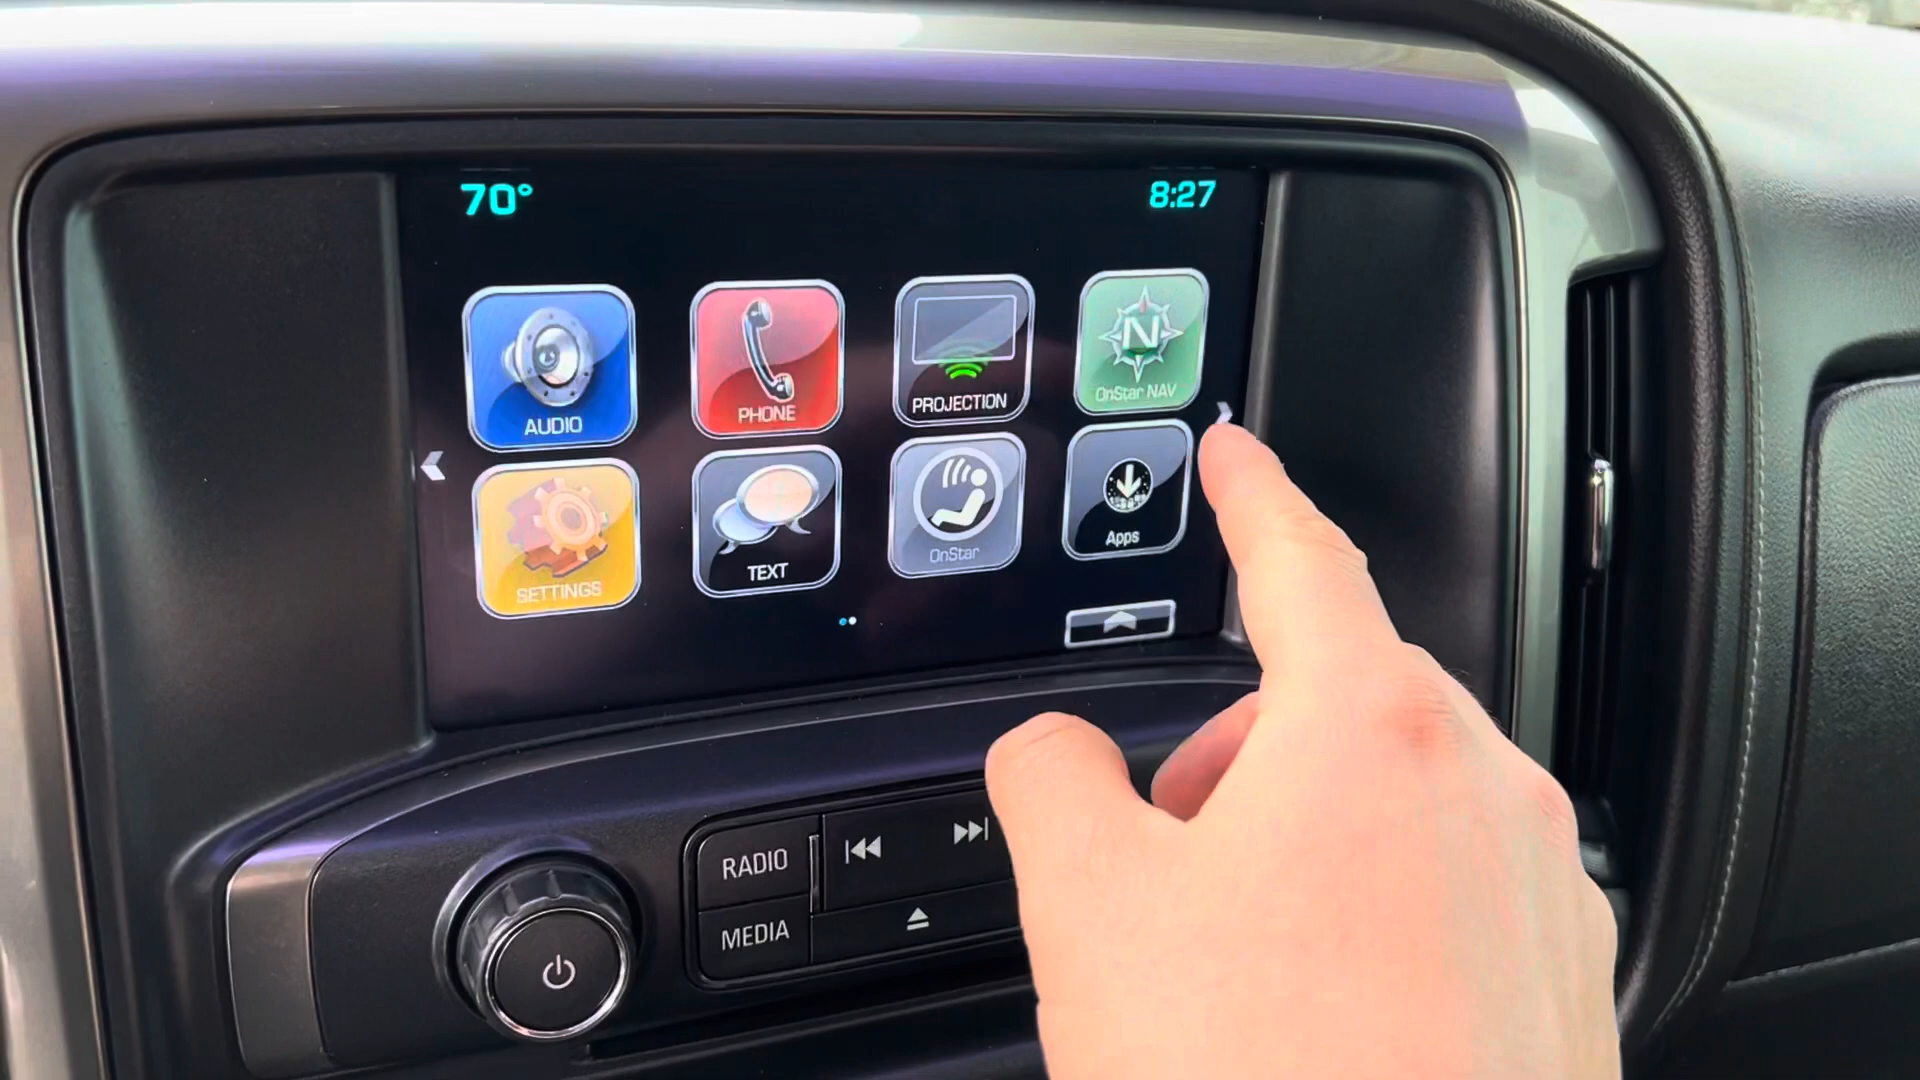 70° 8:27
AUDIO PHONE PROJECTION N OnStar NAV
SETTINGS TEXT OnStar Apps
RADIO
MEDIA